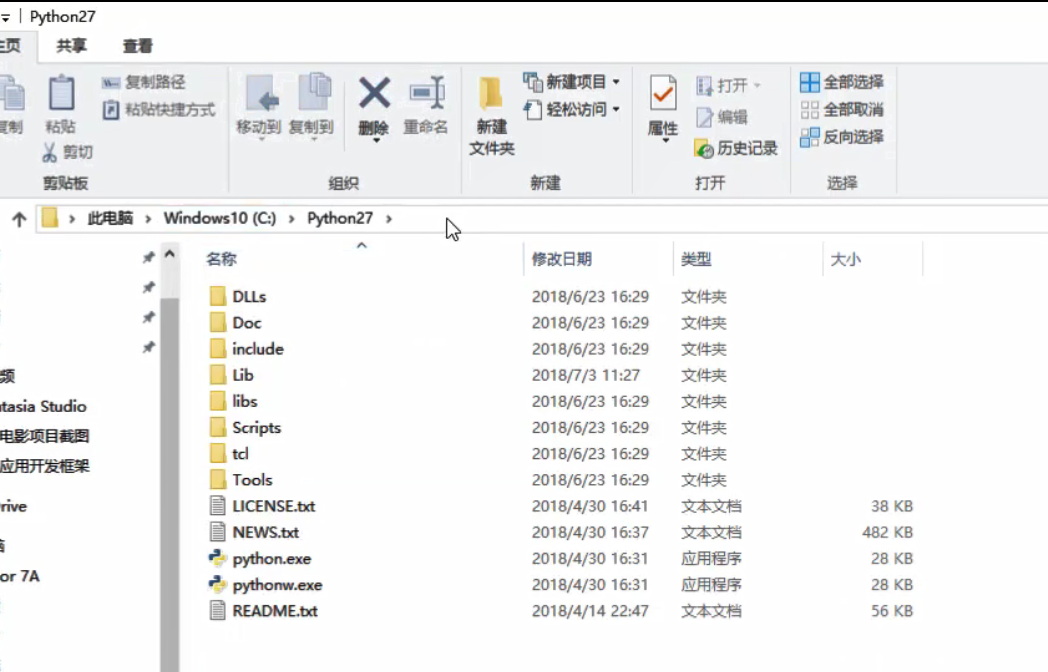 Python27
主页 共享 查看
复制 粘贴 复制路径 粘贴快捷方式 剪切
移动到 复制到 删除 重命名
新建文件夹 新建项目 轻松访问
属性 打开 编辑 历史记录
全部选择 全部取消 反向选择
剪贴板 组织 新建 打开 选择
此电脑 Windows10 (C:) Python27
名称 修改日期 类型 大小
DLLs 2018/6/23 16:29 文件夹
Doc 2018/6/23 16:29 文件夹
include 2018/6/23 16:29 文件夹
Lib 2018/7/3 11:27 文件夹
libs 2018/6/23 16:29 文件夹
Scripts 2018/6/23 16:29 文件夹
tcl 2018/6/23 16:29 文件夹
Tools 2018/6/23 16:29 文件夹
LICENSE.txt 2018/4/30 16:41 文本文档 38 KB
NEWS.txt 2018/4/30 16:37 文本文档 482 KB
python.exe 2018/4/30 16:31 应用程序 28 KB
pythonw.exe 2018/4/30 16:31 应用程序 28 KB
README.txt 2018/4/14 22:47 文本文档 56 KB
频
tasia Studio
电影项目截图
应用开发框架
rive
or 7A